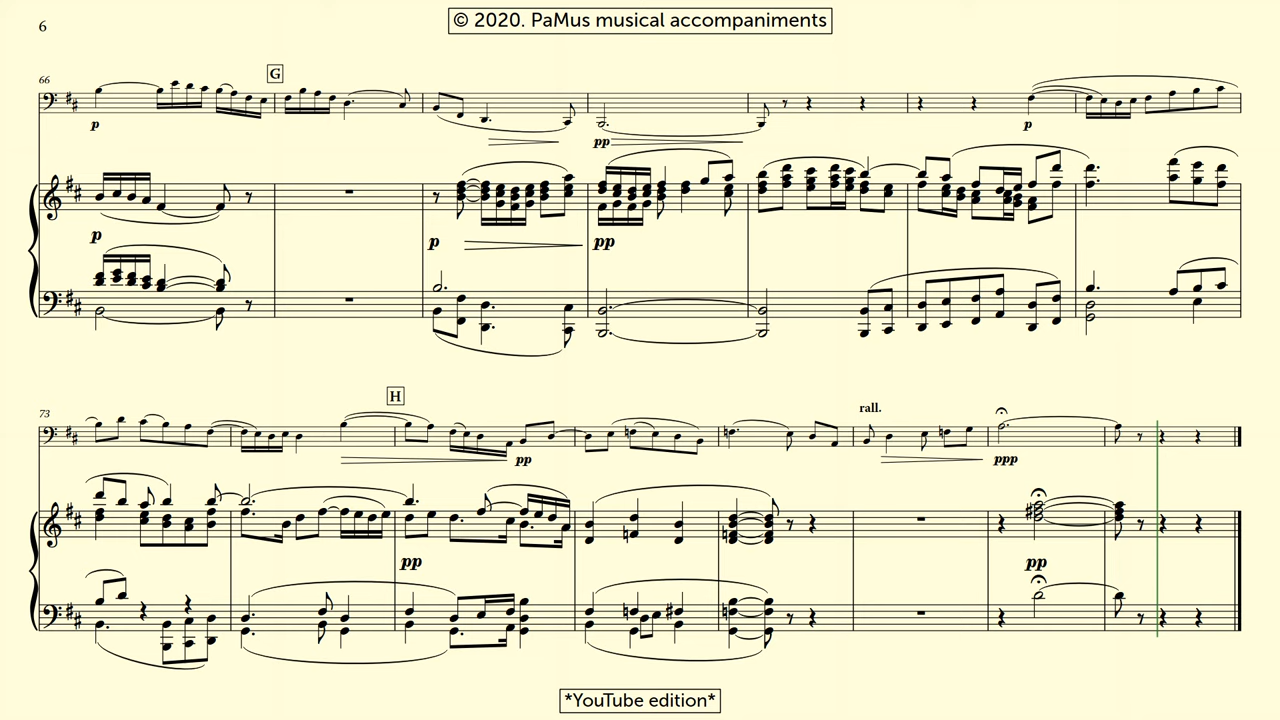 © 2020. PaMus musical accompaniments
6
G
66
p
pp
p
p
p
pp
73
H
rall.
pp
ppp
pp
pp
*YouTube edition*